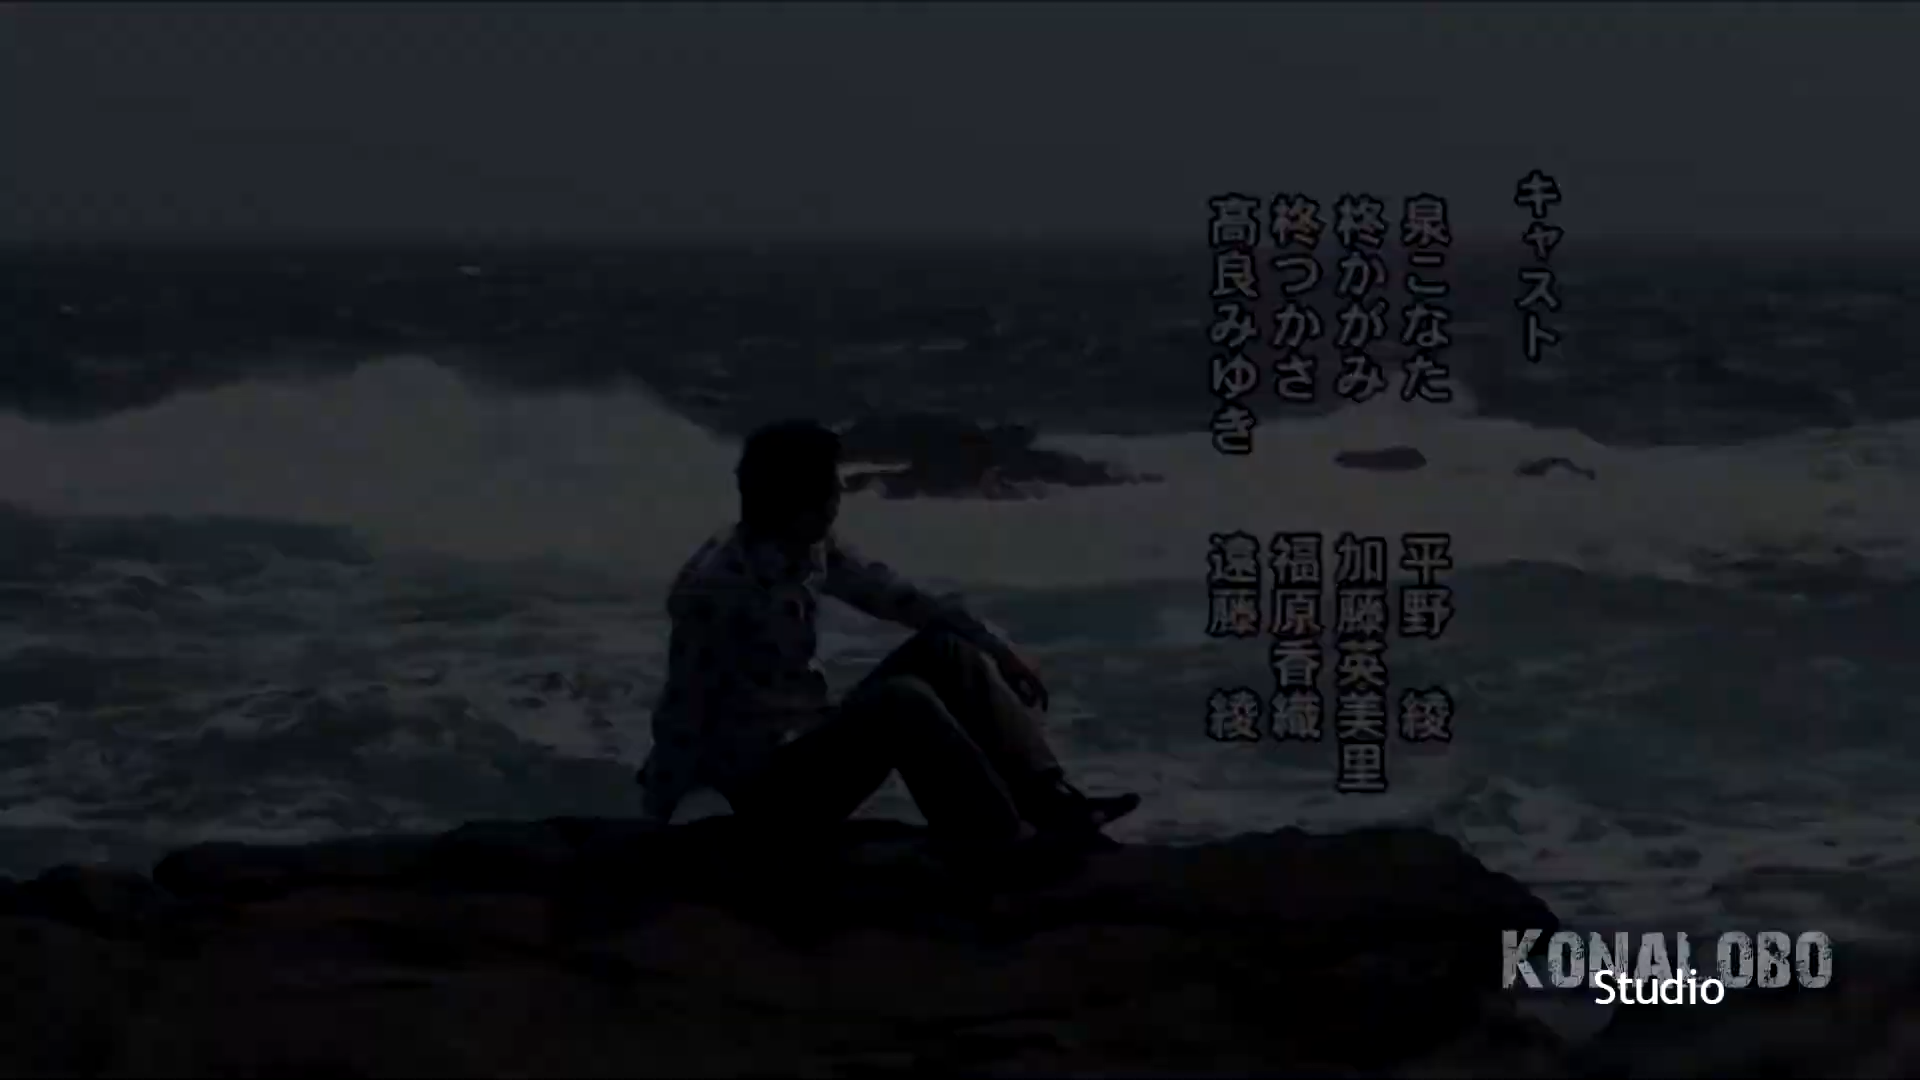 キャスト
泉こなた 平野 綾
柊かがみ 加藤英美里
柊つかさ 福原香織
高良みゆき 遠藤 綾
KONALOBO
Studio